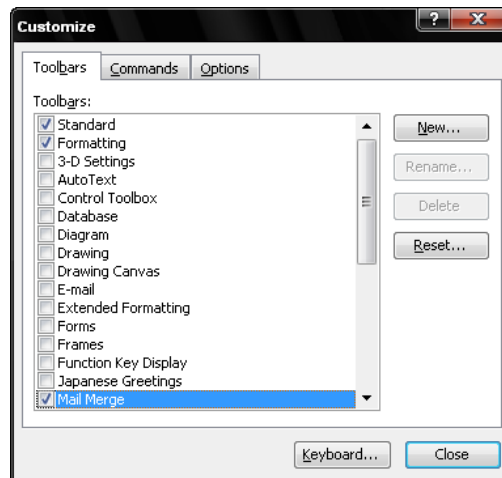 Customize
?
X
Toolbars
Commands
Options
Toolbars:
Standard
Formatting
3-D Settings
AutoText
Control Toolbox
Database
Diagram
Drawing
Drawing Canvas
E-mail
Extended Formatting
Forms
Frames
Function Key Display
Japanese Greetings
Mail Merge
New...
Rename...
Delete
Reset...
Keyboard...
Close